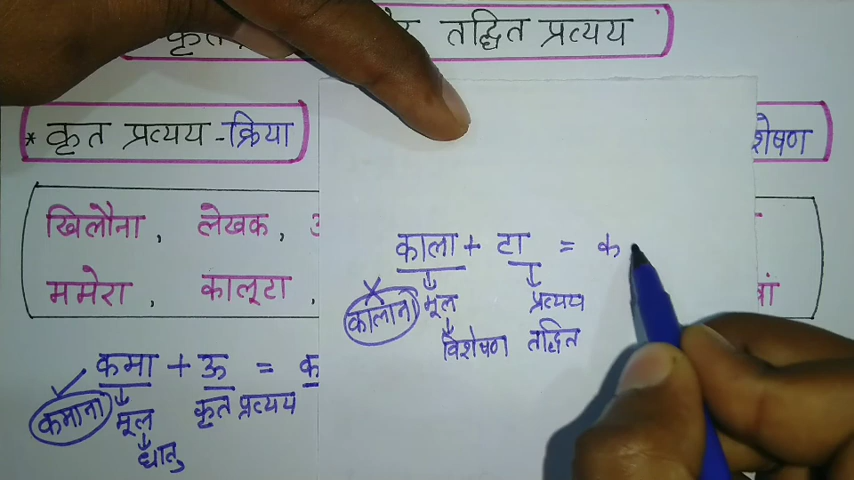 कृत तद्धित प्रत्यय
* कृत प्रत्यय-क्रिया शेषण
खिलौना, लेखक,
ममेरा, कालूटा, वां
काला + टा = क
कालाना मूल प्रत्यय
विशेषण तद्धित
कमा + ऊ = क
कमाना मूल कृत प्रत्यय
धातु